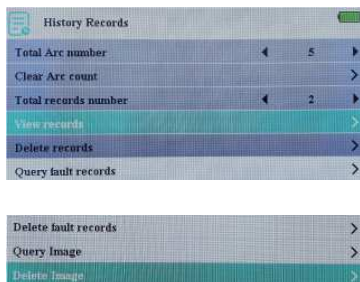 History Records
Total Arc number 5
Clear Arc count
Total records number 2
View records
Delete records
Query fault records
Delete fault records
Query Image
Delete Image